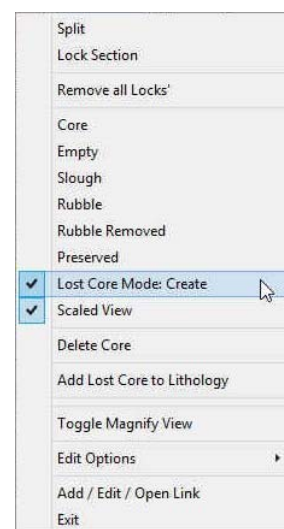 Split
Lock Section
Remove all Locks'
Core
Empty
Slough
Rubble
Rubble Removed
Preserved
Lost Core Mode: Create
Scaled View
Delete Core
Add Lost Core to Lithology
Toggle Magnify View
Edit Options
Add / Edit / Open Link
Exit